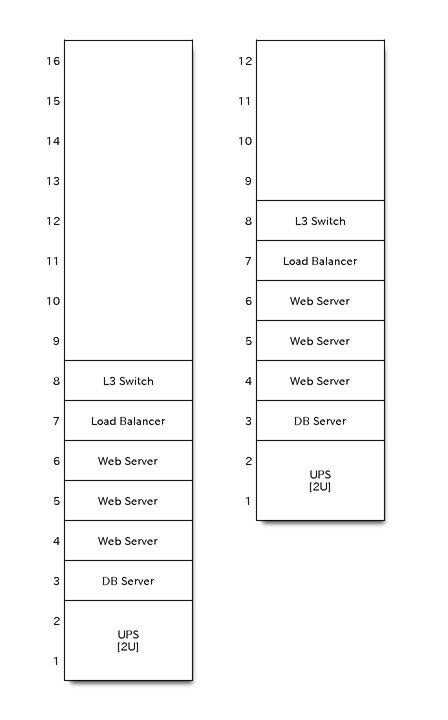 16
15
14
13
12
11
10
9
8 L3 Switch
7 Load Balancer
6 Web Server
5 Web Server
4 Web Server
3 DB Server
2
UPS
[2U]
1
12
11
10
9
8 L3 Switch
7 Load Balancer
6 Web Server
5 Web Server
4 Web Server
3 DB Server
2
UPS
[2U]
1